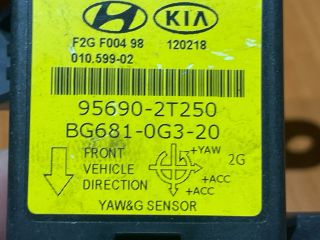 HYUNDAI KIA
F2G F004 98 120218
010.599-02
95690-2T250
BG681-0G3-20
FRONT VEHICLE DIRECTION
+YAW 2G
+ACC
+ACC
YAW&G SENSOR